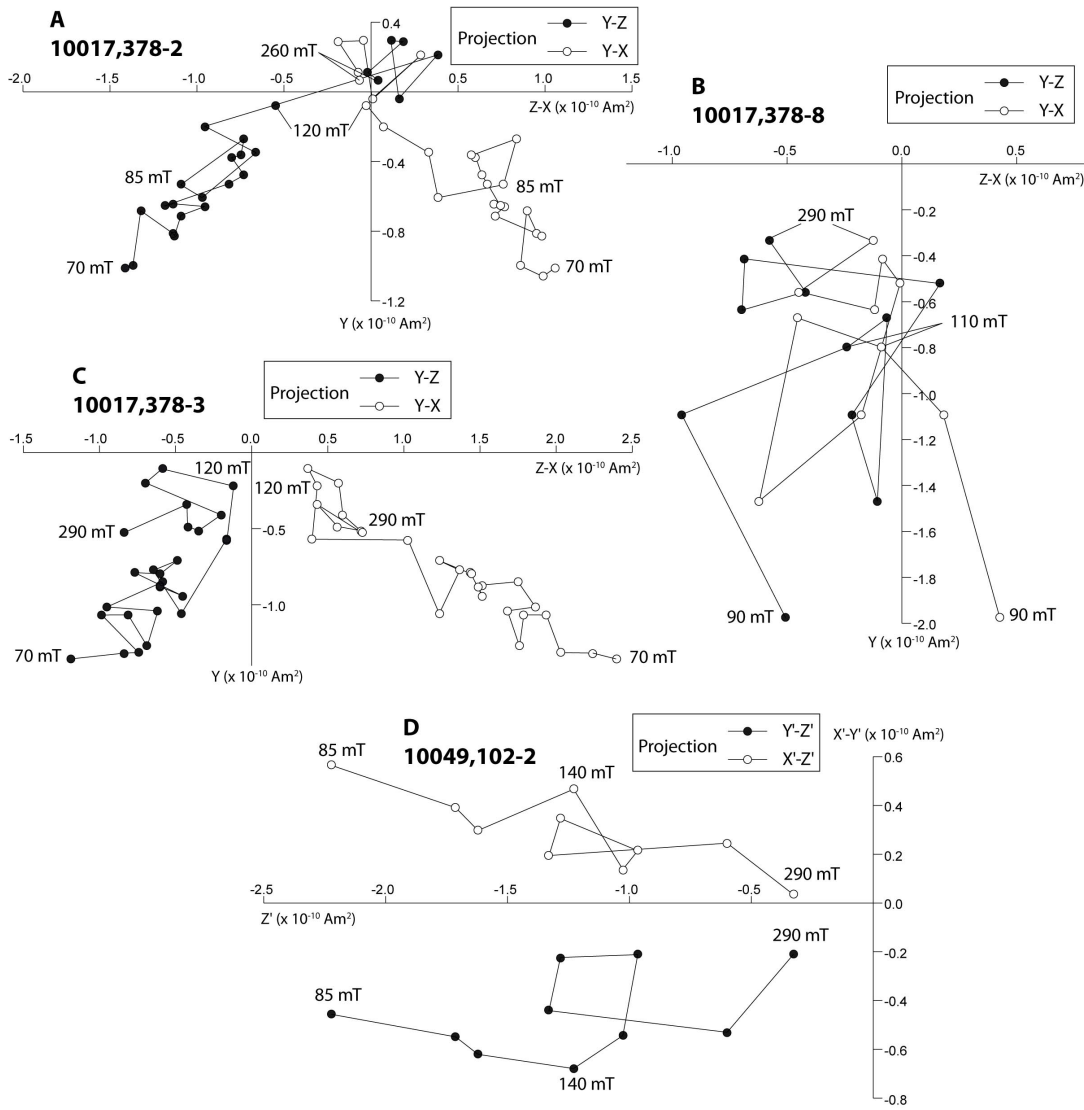 A
10017,378-2
Projection
Y-Z
Y-X
0.4
260 mT
-2.0 -1.5 -1.0 -0.5 0.5 1.0 1.5
Z-X (x 10⁻¹⁰ Am²)
120 mT
-0.4
85 mT
85 mT
-0.8
70 mT
70 mT
-1.2
Y (x 10⁻¹⁰ Am²)
B
10017,378-8
Projection
Y-Z
Y-X
-1.0 -0.5 0.0 0.5
Z-X (x 10⁻¹⁰ Am²)
290 mT
-0.2
-0.4
-0.6
110 mT
-0.8
-1.0
-1.2
-1.4
-1.6
-1.8
90 mT
90 mT
-2.0
Y (x 10⁻¹⁰ Am²)
C
10017,378-3
Projection
Y-Z
Y-X
-1.5 -1.0 -0.5 0.0 0.5 1.0 1.5 2.0 2.5
Z-X (x 10⁻¹⁰ Am²)
120 mT
120 mT
290 mT
290 mT
-0.5
-1.0
70 mT
70 mT
Y (x 10⁻¹⁰ Am²)
D
10049,102-2
Projection
Y'-Z'
X'-Z'
X'-Y' (x 10⁻¹⁰ Am²)
85 mT
140 mT
0.6
0.4
0.2
290 mT
-2.5 -2.0 -1.5 -1.0 -0.5
0.0
Z' (x 10⁻¹⁰ Am²)
290 mT
-0.2
85 mT
-0.4
-0.6
140 mT
-0.8